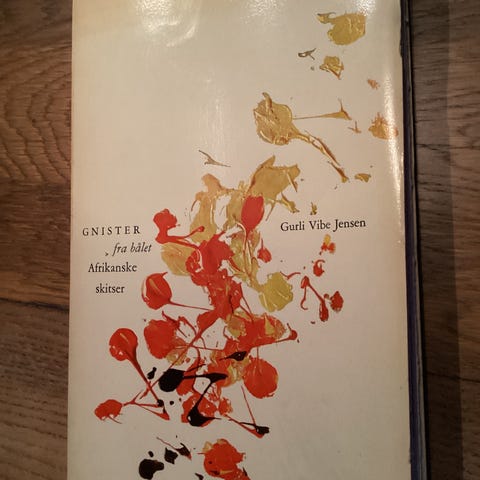 GNISTER
fra bålet
Afrikanske
skitser
Gurli Vibe Jensen